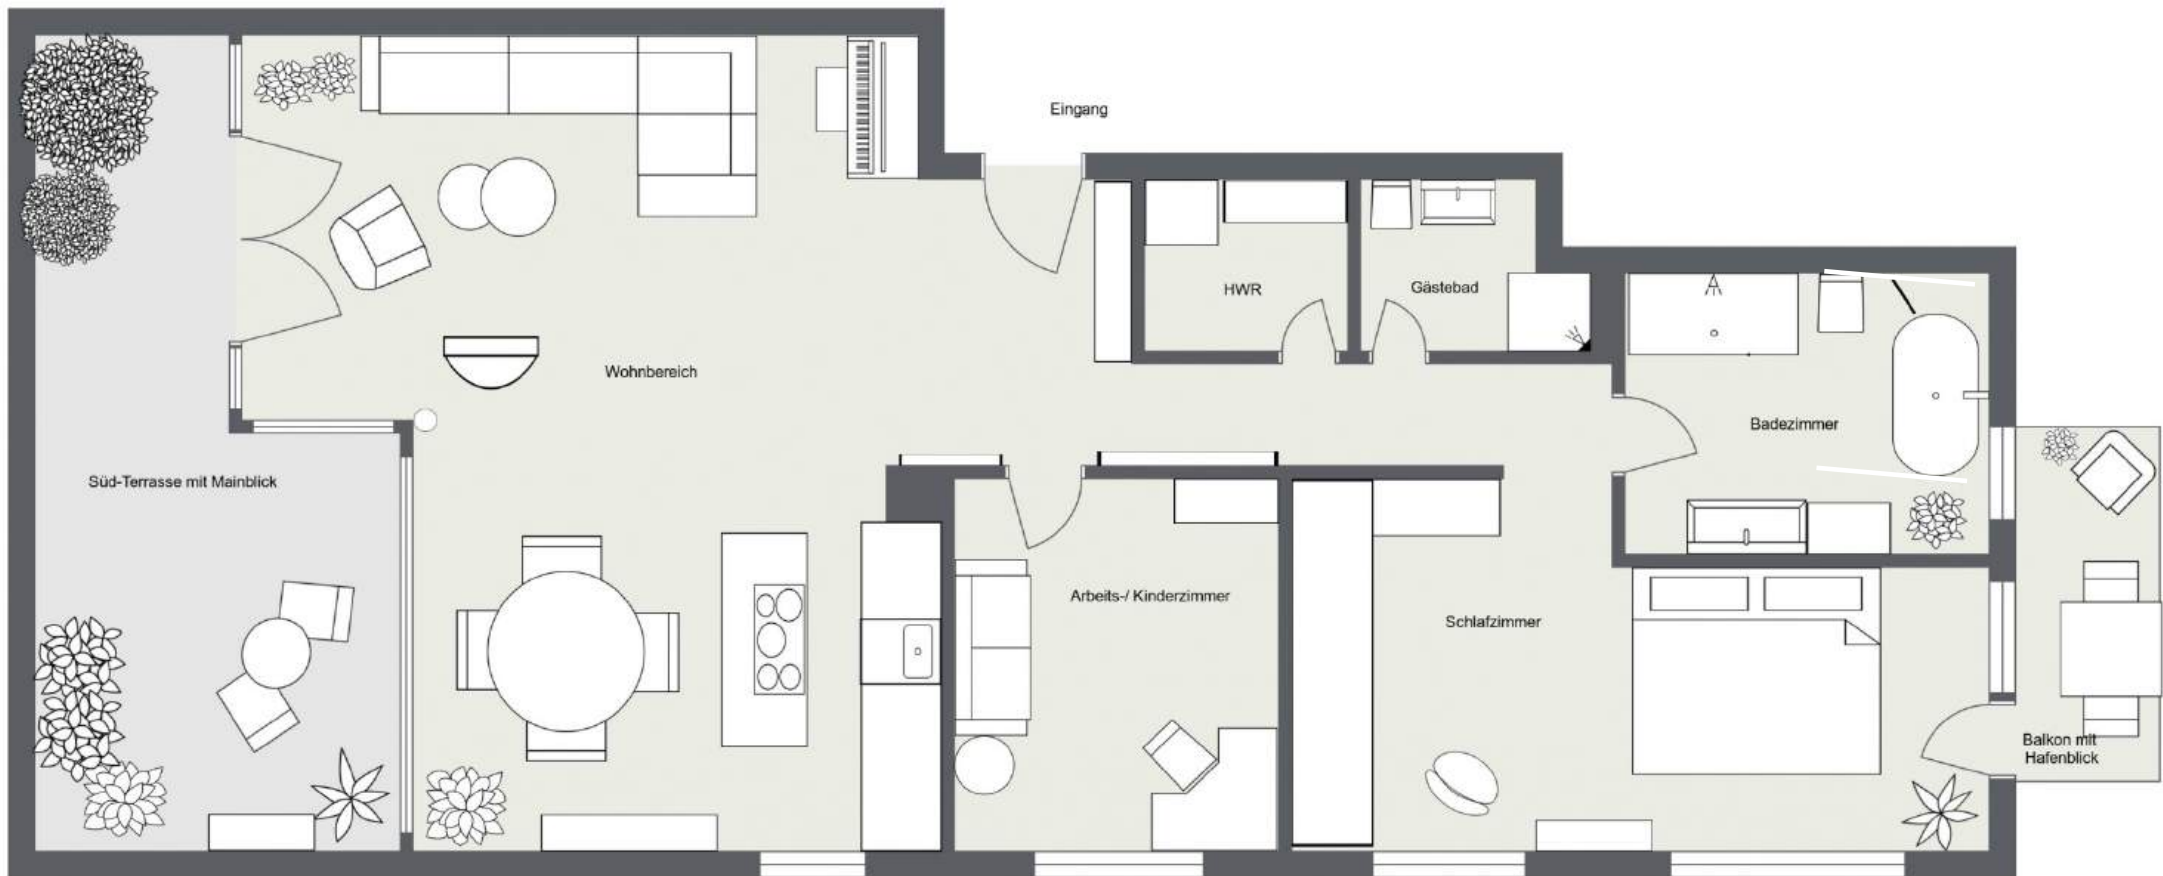 Eingang
HWR
Gästebad
Wohnbereich
Badezimmer
Süd-Terrasse mit Mainblick
Arbeits-/ Kinderzimmer
Schlafzimmer
Balkon mit
Hafenblick